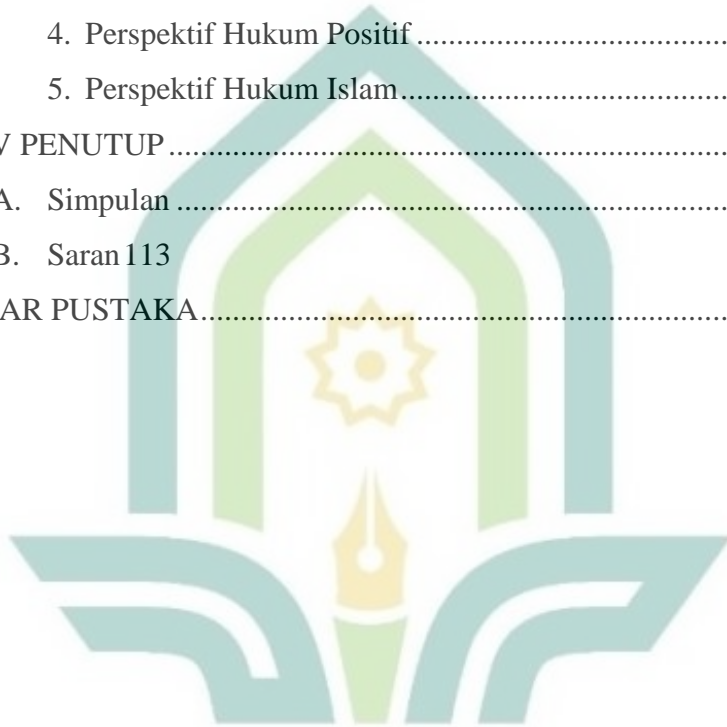 4. Perspektif Hukum Positif ........................................
5. Perspektif Hukum Islam..........................................
V PENUTUP .......................................................................
A. Simpulan ......................................................................
B. Saran 113
AR PUSTAKA..................................................................